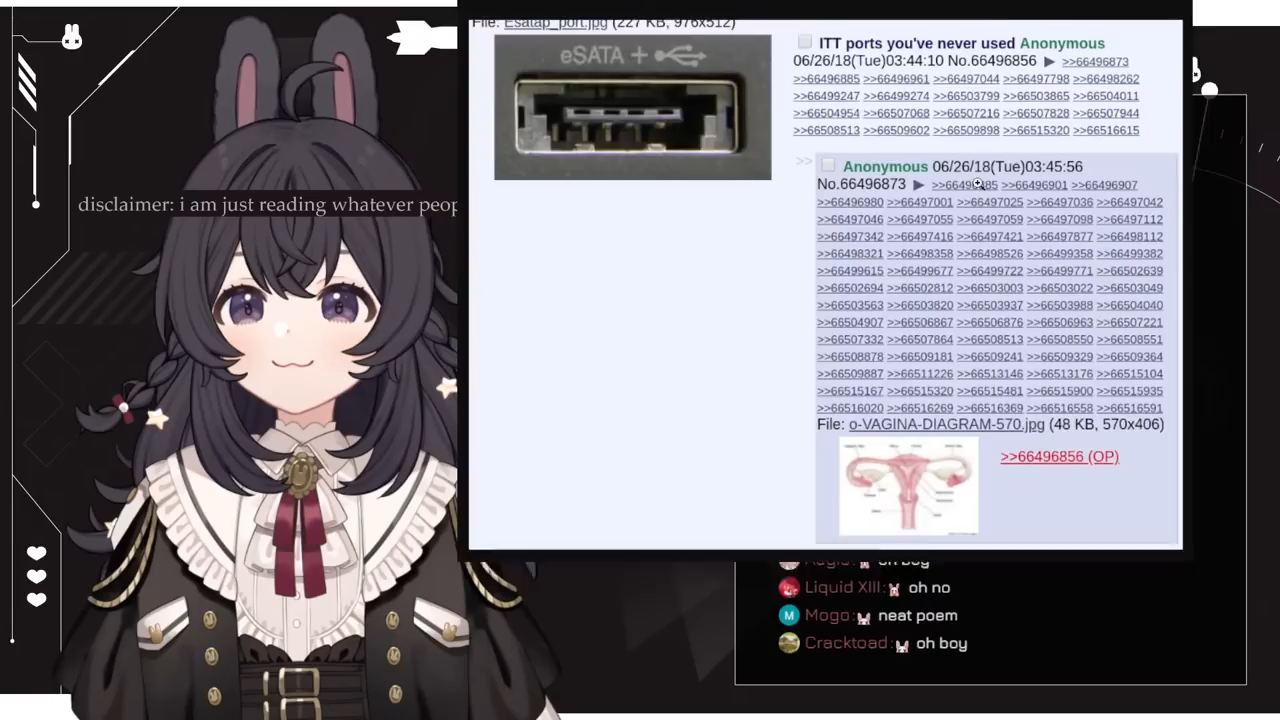 File: Esatap_port.jpg (227 KB, 976x512)
eSATA +
ITT ports you've never used Anonymous
06/26/18(Tue)03:44:10 No.66496856 ▶ >>66496873
>>66496885 >>66496961 >>66497044 >>66497798 >>66498262
>>66499247 >>66499274 >>66503799 >>66503865 >>66504011
>>66504954 >>66507068 >>66507216 >>66507828 >>66507944
>>66508513 >>66509602 >>66509898 >>66515320 >>66516615
>> Anonymous 06/26/18(Tue)03:45:56
No.66496873 ▶ >>66496901 >>66496907
>>66496980 >>66497001 >>66497025 >>66497036 >>66497042
>>66497046 >>66497055 >>66497059 >>66497098 >>66497112
>>66497342 >>66497416 >>66497421 >>66497877 >>66498112
>>66498321 >>66498358 >>66498526 >>66499358 >>66499382
>>66499615 >>66499677 >>66499722 >>66499771 >>66502639
>>66502694 >>66502812 >>66503003 >>66503022 >>66503049
>>66503563 >>66503820 >>66503937 >>66503988 >>66504040
>>66504907 >>66506867 >>66506876 >>66506963 >>66507221
>>66507332 >>66507864 >>66508513 >>66508550 >>66508551
>>66508878 >>66509181 >>66509241 >>66509329 >>66509364
>>66509887 >>66511226 >>66513146 >>66513176 >>66515104
>>66515167 >>66515320 >>66515481 >>66515900 >>66515935
>>66516020 >>66516269 >>66516369 >>66516558 >>66516591
File: o-VAGINA-DIAGRAM-570.jpg (48 KB, 570x406)
>>66496856 (OP)
disclaimer: i am just reading whatever peop
oh boy
Liquid XIII: oh no
M Mogo: neat poem
Cracktoad: oh boy